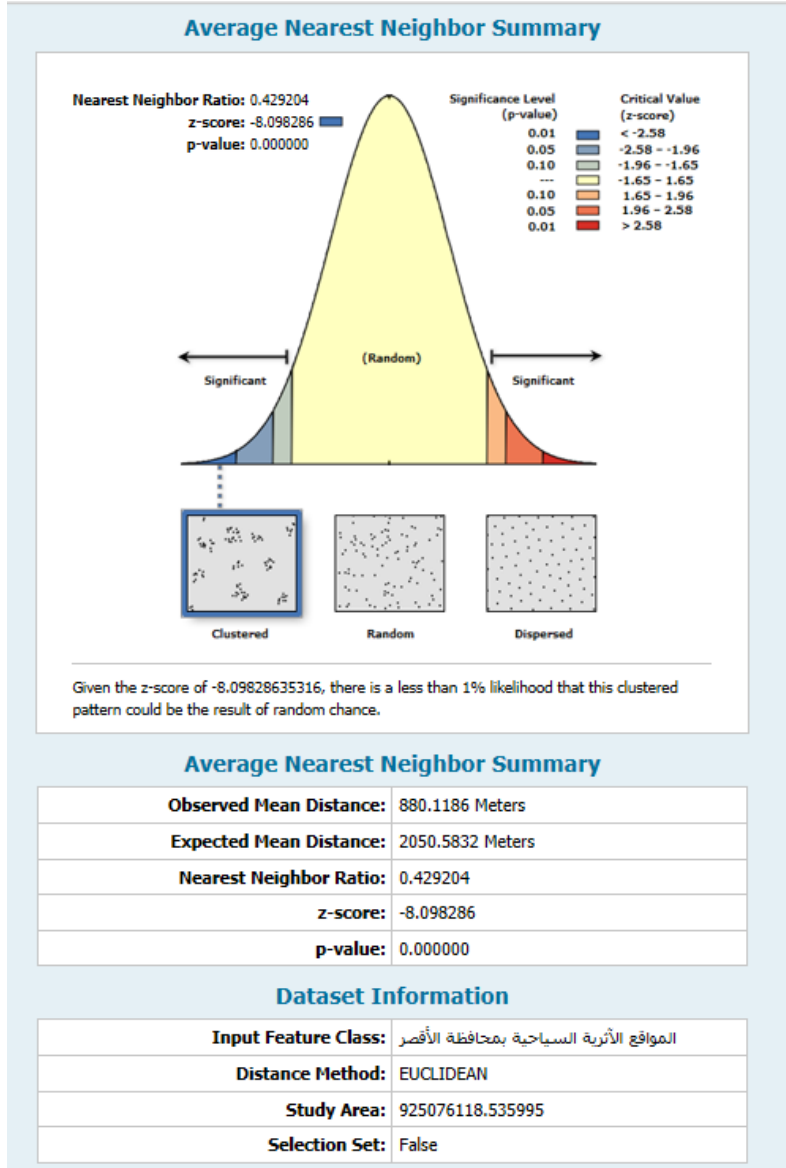 Average Nearest Neighbor Summary
Nearest Neighbor Ratio: 0.429204
z-score: -8.098286
p-value: 0.000000
Significance Level
(p-value)
Critical Value
(z-score)
0.01 < -2.58
0.05 -2.58 - -1.96
0.10 -1.96 - -1.65
--- -1.65 - 1.65
0.10 1.65 - 1.96
0.05 1.96 - 2.58
0.01 > 2.58
(Random)
Significant
Significant
Clustered
Random
Dispersed
Given the z-score of -8.09828635316, there is a less than 1% likelihood that this clustered
pattern could be the result of random chance.
Average Nearest Neighbor Summary
Observed Mean Distance: 880.1186 Meters
Expected Mean Distance: 2050.5832 Meters
Nearest Neighbor Ratio: 0.429204
z-score: -8.098286
p-value: 0.000000
Dataset Information
Input Feature Class: المواقع الأثرية السياحية بمحافظة الأقصر
Distance Method: EUCLIDEAN
Study Area: 925076118.535995
Selection Set: False